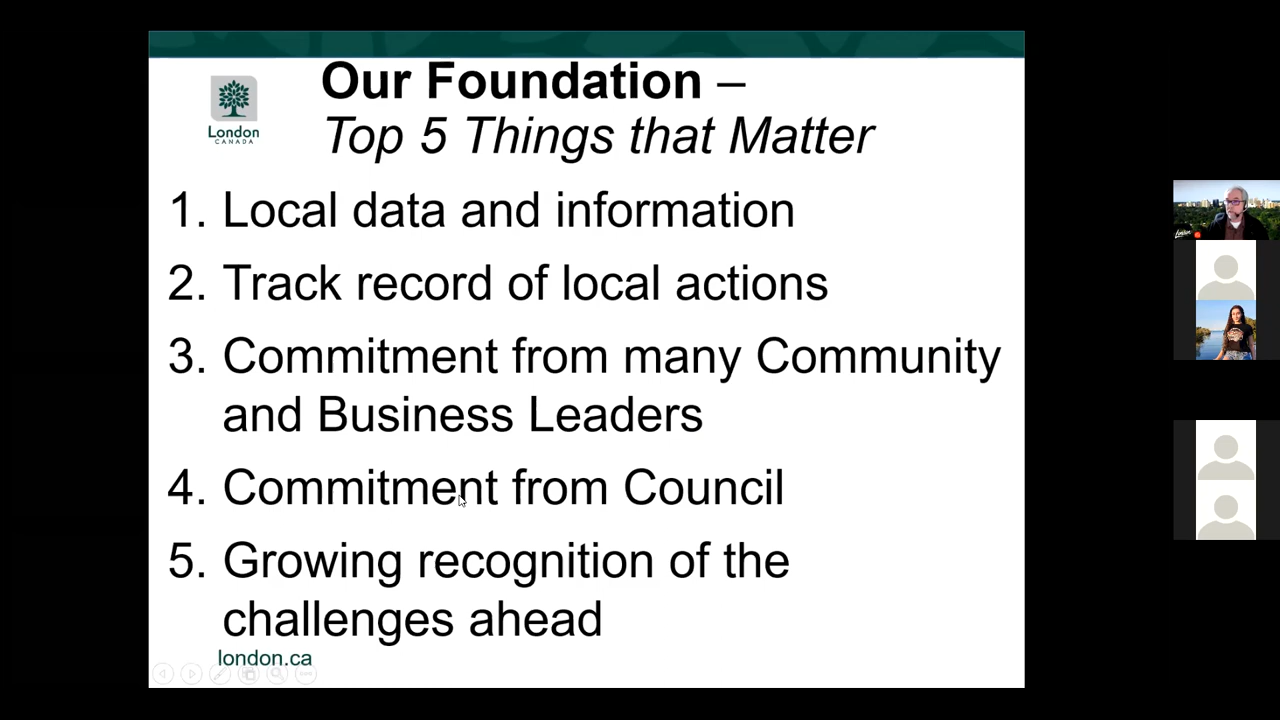 Our Foundation –
Top 5 Things that Matter
London
CANADA
1. Local data and information
2. Track record of local actions
3. Commitment from many Community
and Business Leaders
4. Commitment from Council
5. Growing recognition of the
challenges ahead
london.ca
London